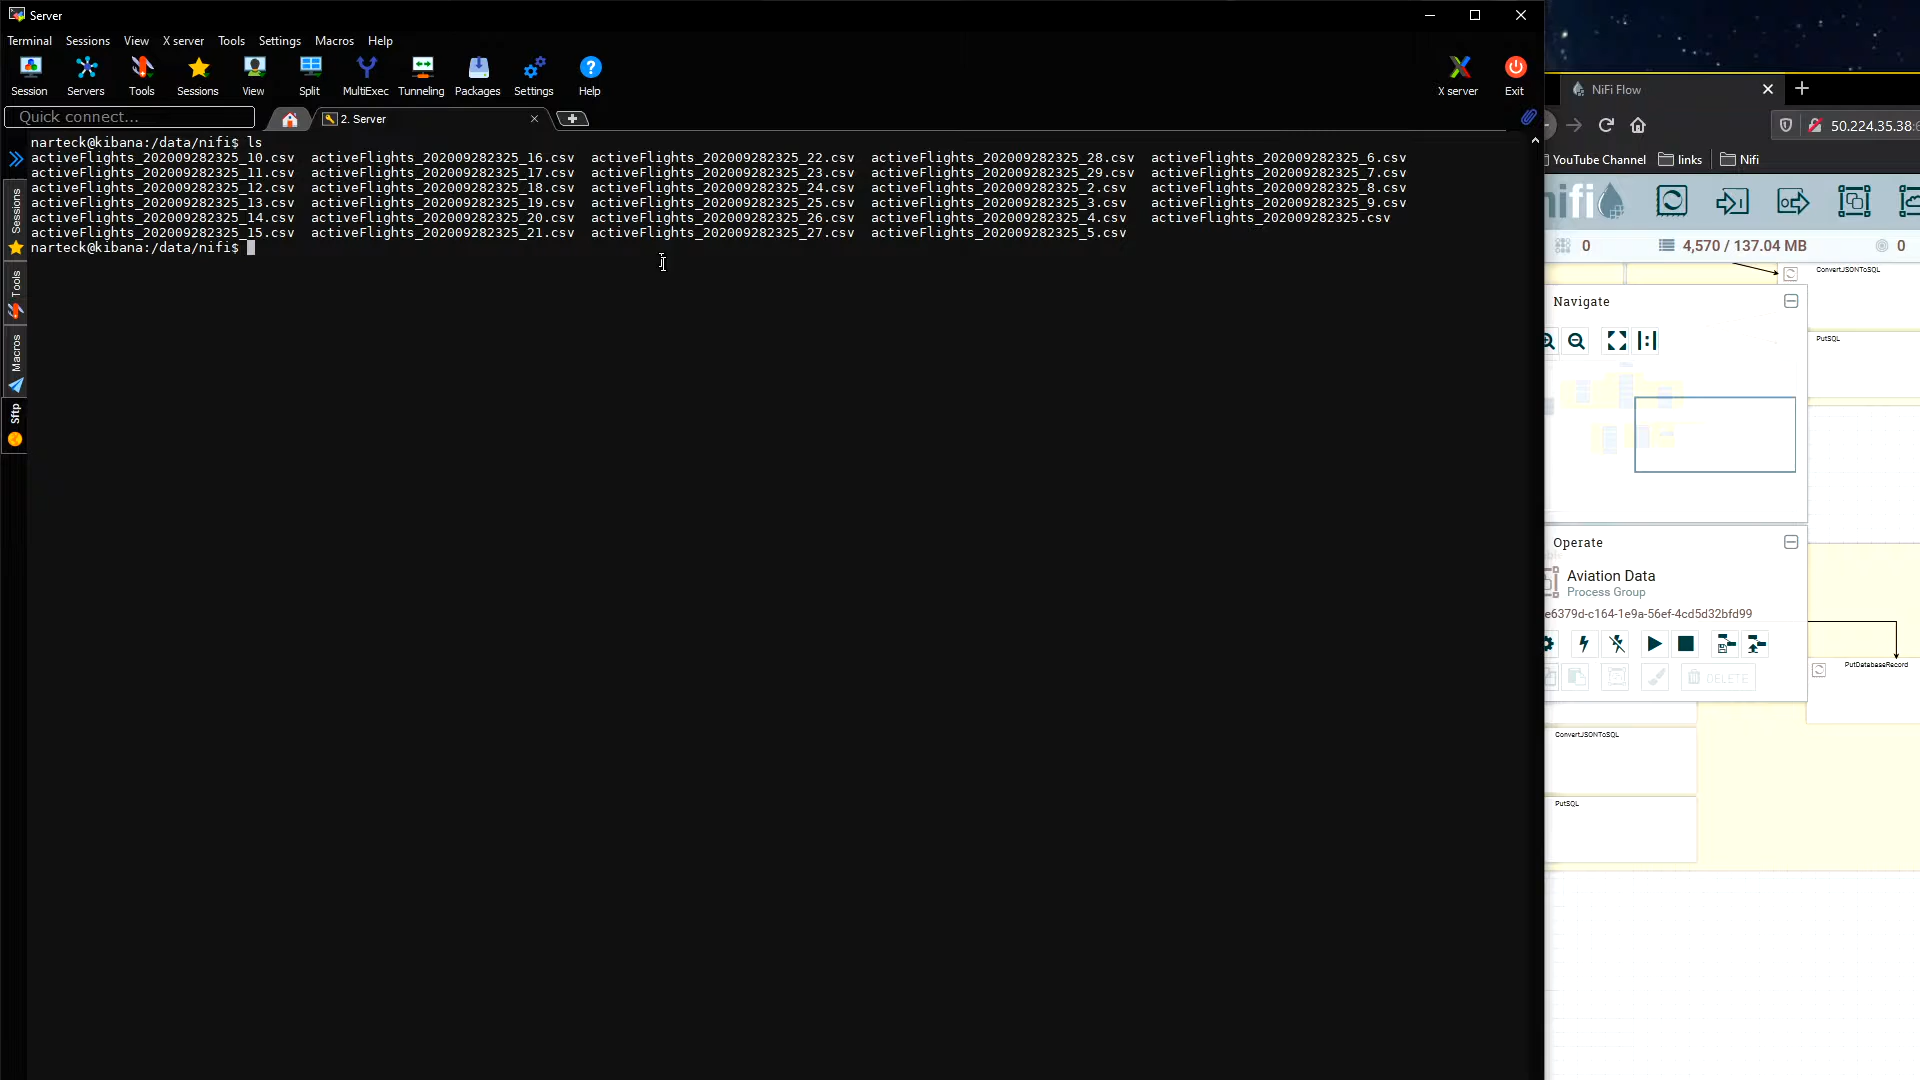 Server
Terminal Sessions View X server Tools Settings Macros Help
Session Servers Tools Sessions View Split MultiExec Tunneling Packages Settings Help X server Exit
Quick connect...
2. Server
narteck@kibana:/data/nifi$ ls
activeFlights_202009282325_10.csv activeFlights_202009282325_16.csv activeFlights_202009282325_22.csv activeFlights_202009282325_28.csv activeFlights_202009282325_6.csv
activeFlights_202009282325_11.csv activeFlights_202009282325_17.csv activeFlights_202009282325_23.csv activeFlights_202009282325_29.csv activeFlights_202009282325_7.csv
activeFlights_202009282325_12.csv activeFlights_202009282325_18.csv activeFlights_202009282325_24.csv activeFlights_202009282325_2.csv activeFlights_202009282325_8.csv
activeFlights_202009282325_13.csv activeFlights_202009282325_19.csv activeFlights_202009282325_25.csv activeFlights_202009282325_3.csv activeFlights_202009282325_9.csv
activeFlights_202009282325_14.csv activeFlights_202009282325_20.csv activeFlights_202009282325_26.csv activeFlights_202009282325_4.csv activeFlights_202009282325.csv
activeFlights_202009282325_15.csv activeFlights_202009282325_21.csv activeFlights_202009282325_27.csv activeFlights_202009282325_5.csv
narteck@kibana:/data/nifi$
Sessions
Tools
Macros
Sftp
NiFi Flow
50.224.35.38:
YouTube Channel links Nifi
nifi
0 4,570 / 137.04 MB 0
ConvertJSONToSQL
Navigate
PutSQL
Operate
Aviation Data
Process Group
e6379d-c164-1e9a-56ef-4cd5d32bfd99
DELETE
PutDatabaseRecord
ConvertJSONToSQL
PutSQL